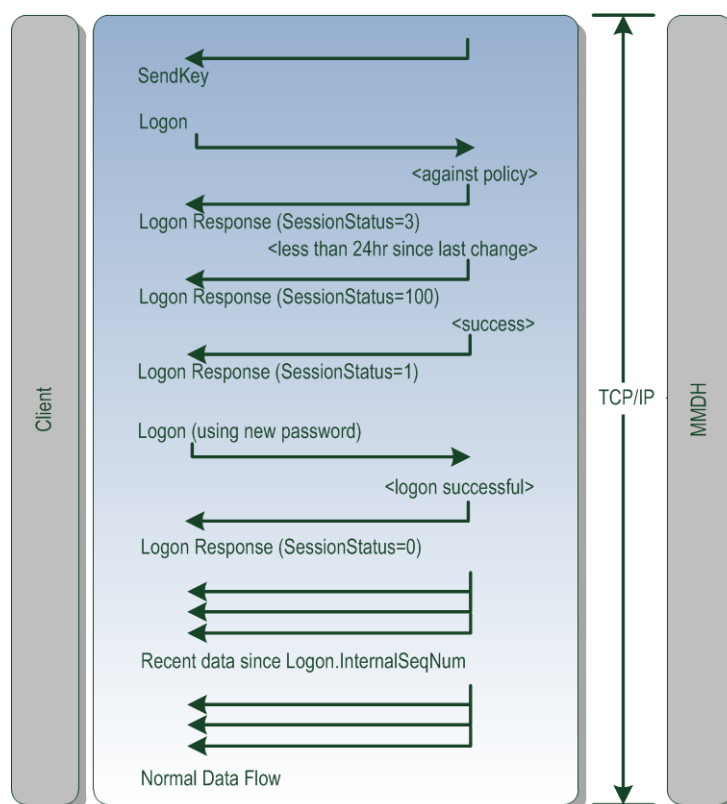 SendKey
Logon
<against policy>
Logon Response (SessionStatus=3)
<less than 24hr since last change>
Logon Response (SessionStatus=100)
<success>
Logon Response (SessionStatus=1)
Logon (using new password)
<logon successful>
Logon Response (SessionStatus=0)
Recent data since Logon.InternalSeqNum
Normal Data Flow
Client
TCP/IP
MMDH